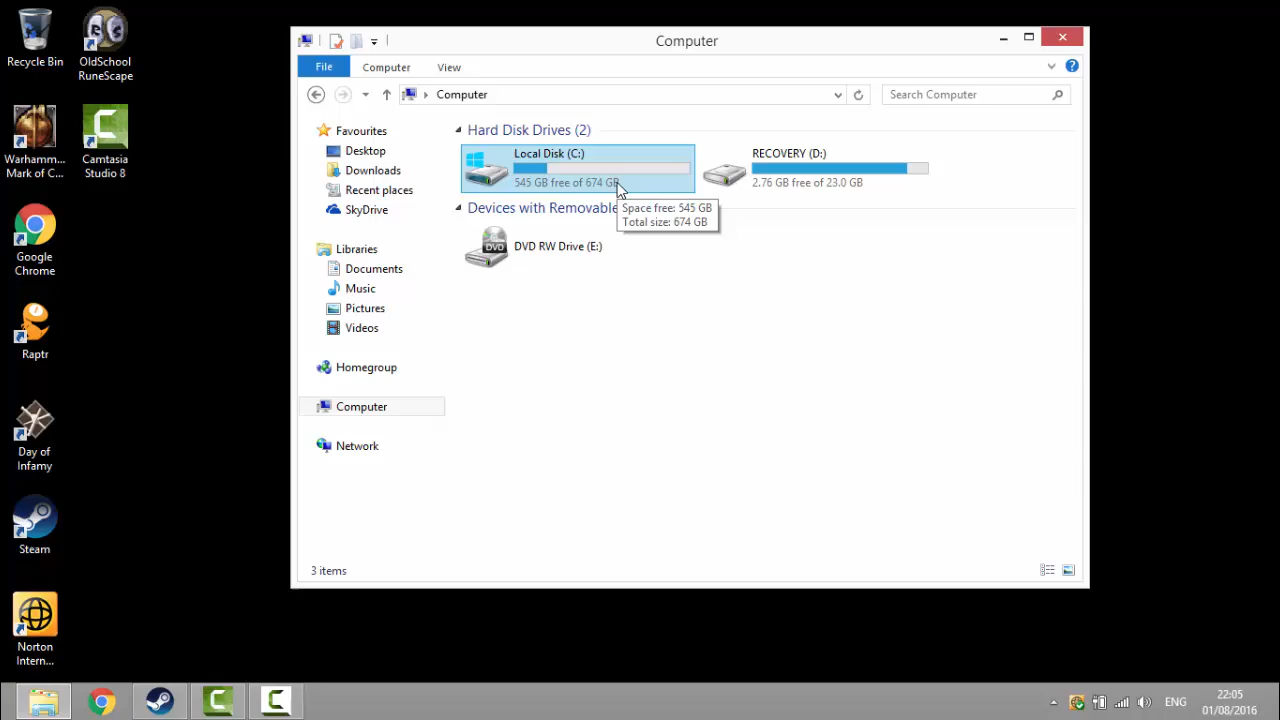 Recycle Bin
OldSchool
RuneScape
Warhamm...
Mark of C...
Camtasia
Studio 8
Google
Chrome
Raptr
Day of
Infamy
Steam
Norton
Intern...
Computer
File
Computer
View
Computer
Search Computer
Favourites
Desktop
Downloads
Recent places
SkyDrive
Libraries
Documents
Music
Pictures
Videos
Homegroup
Computer
Network
Hard Disk Drives (2)
Local Disk (C:)
545 GB free of 674 GB
RECOVERY (D:)
2.76 GB free of 23.0 GB
Devices with Removable
Space free: 545 GB
Total size: 674 GB
DVD
DVD RW Drive (E:)
3 items
ENG
22:05
01/08/2016